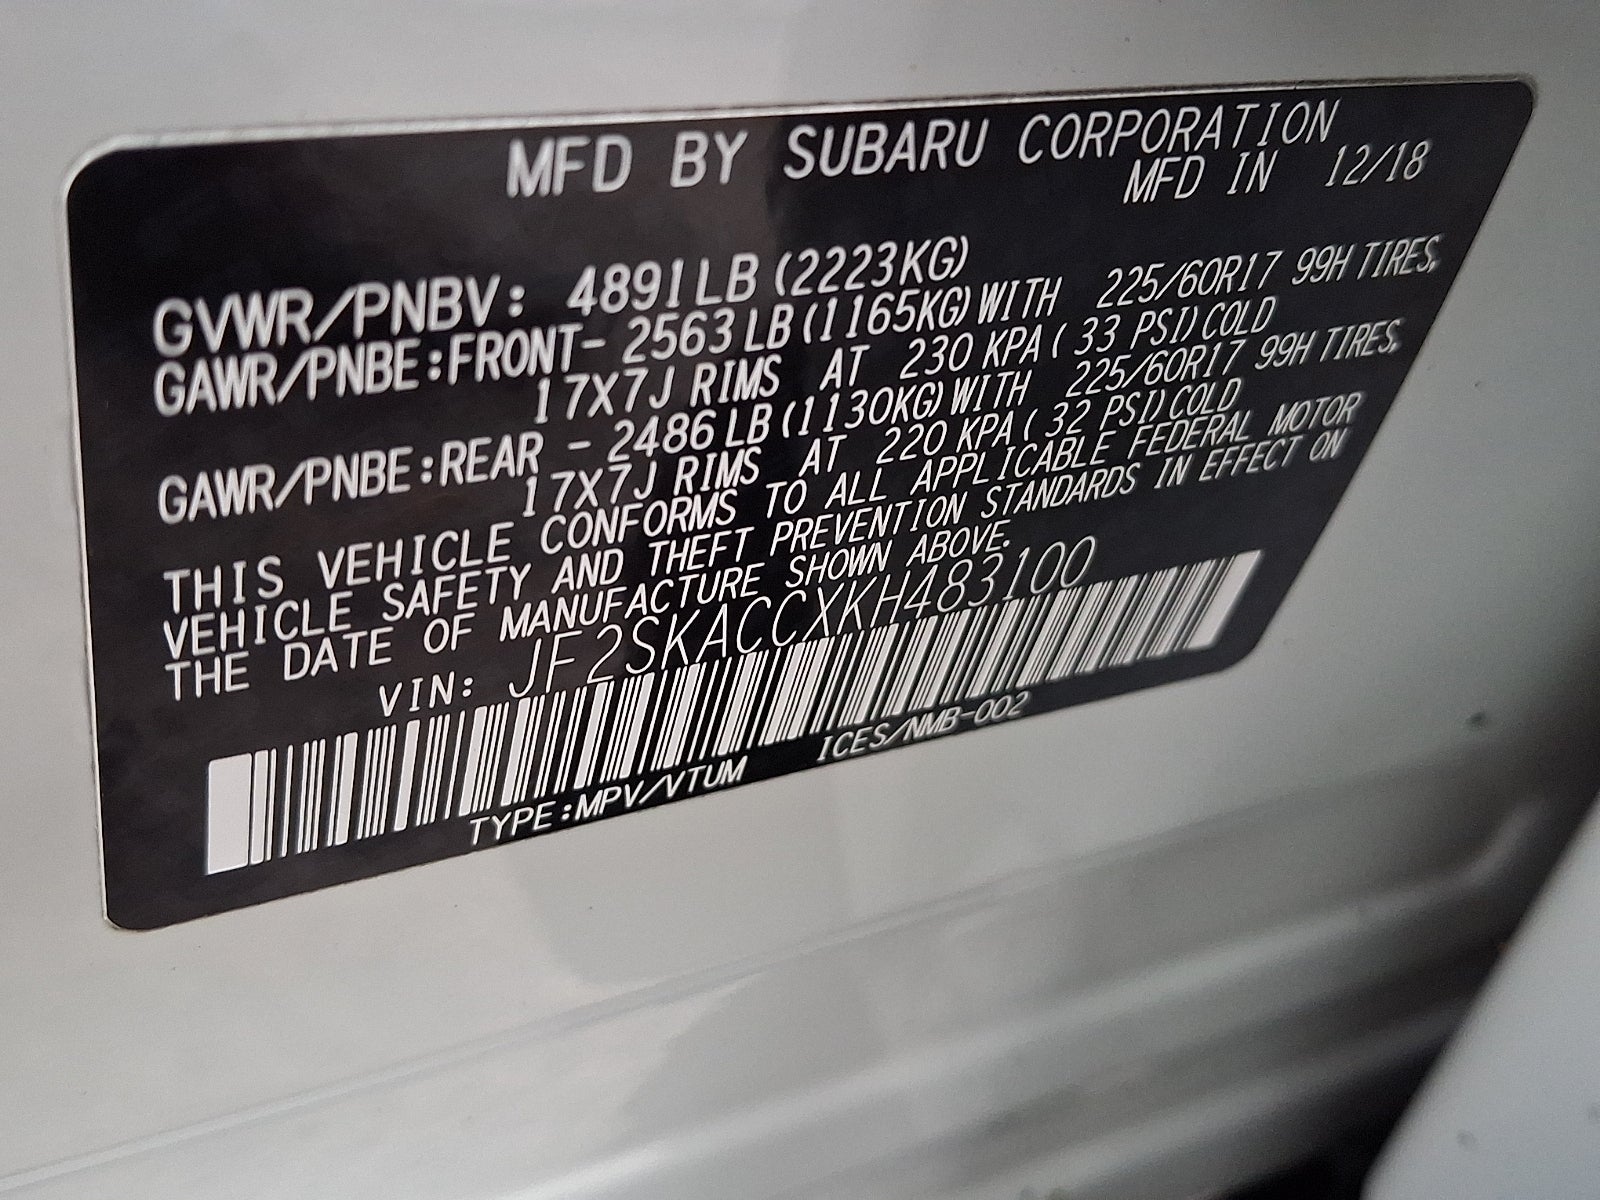 MFD BY SUBARU CORPORATION
MFD IN 12/18
GVWR/PNBV: 4891LB (2223KG)
GAWR/PNBE:FRONT- 2563LB(1165KG)WITH 225/60R17 99H TIRES,
17X7J RIMS AT 230 KPA( 33 PSI)COLD
GAWR/PNBE:REAR - 2486LB(1130KG)WITH 225/60R17 99H TIRES,
17X7J RIMS AT 220 KPA( 32 PSI)COLD
THIS VEHICLE CONFORMS TO ALL APPLICABLE FEDERAL MOTOR
VEHICLE SAFETY AND THEFT PREVENTION STANDARDS IN EFFECT ON
THE DATE OF MANUFACTURE SHOWN ABOVE.
VIN: JF2SKACCXKH483100
TYPE:MPV/VTUM ICES/NMB-002